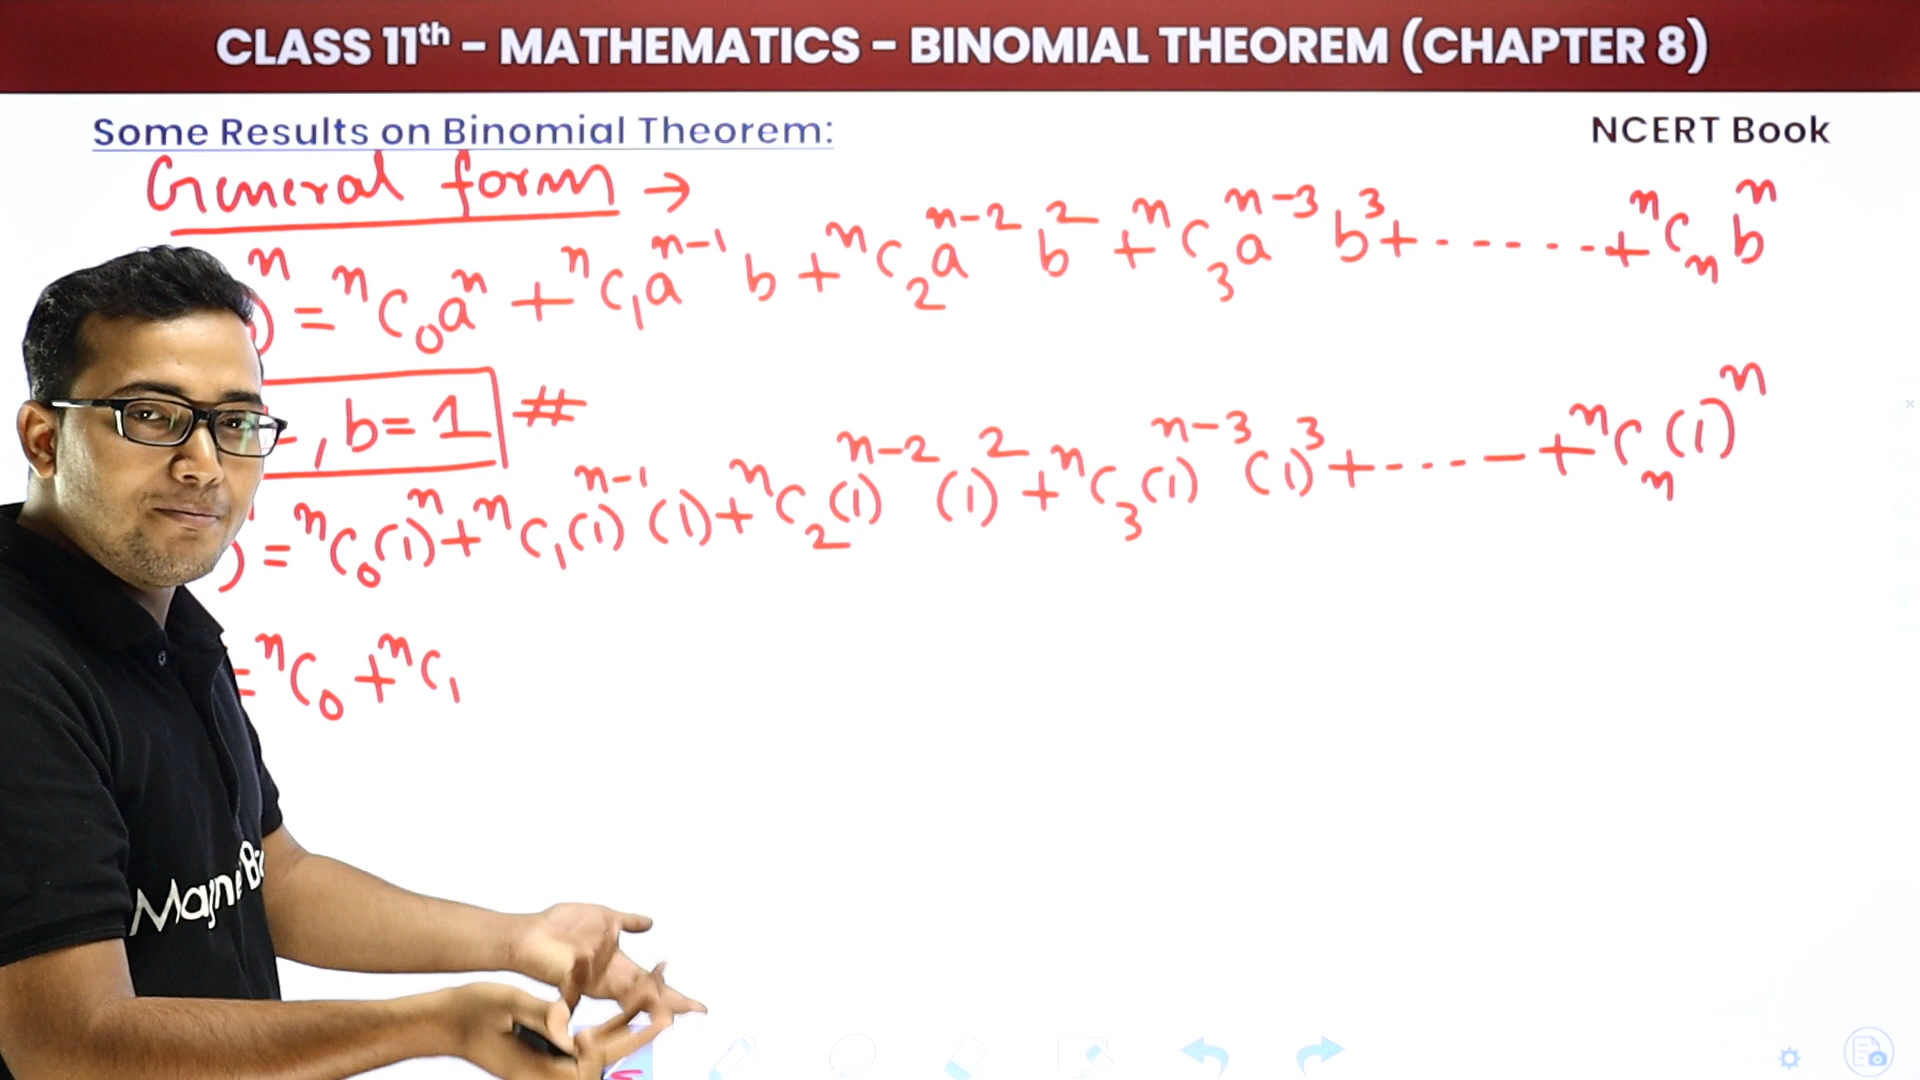 CLASS 11ᵗʰ – MATHEMATICS – BINOMIAL THEOREM (CHAPTER 8)
Some Results on Binomial Theorem: NCERT Book
General form →
)ⁿ = ⁿC₀aⁿ + ⁿC₁aⁿ⁻¹b + ⁿC₂aⁿ⁻²b² + ⁿC₃aⁿ⁻³b³ + ------ + ⁿCₙbⁿ
, b = 1 #
) = ⁿC₀(1)ⁿ + ⁿC₁(1)ⁿ⁻¹(1) + ⁿC₂(1)ⁿ⁻²(1)² + ⁿC₃(1)ⁿ⁻³(1)³ + ----- + ⁿCₙ(1)ⁿ
= ⁿC₀ + ⁿC₁